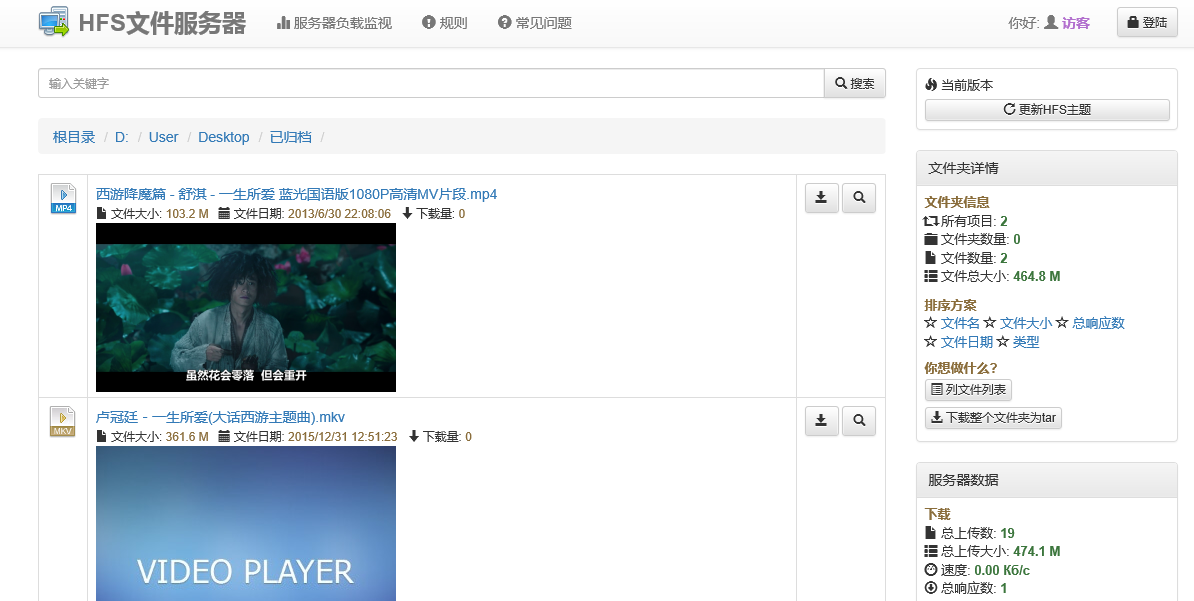 HFS文件服务器 服务器负载监视 规则 常见问题 你好: 访客 登陆
输入关键字 搜索
根目录 / D: / User / Desktop / 已归档 /
MP4
西游降魔篇 - 舒淇 - 一生所爱 蓝光国语版1080P高清MV片段.mp4
文件大小: 103.2 M 文件日期: 2013/6/30 22:08:06 下载量: 0
虽然花会零落 但会重开
MKV
卢冠廷 - 一生所爱(大话西游主题曲).mkv
文件大小: 361.6 M 文件日期: 2015/12/31 12:51:23 下载量: 0
VIDEO PLAYER
当前版本
更新HFS主题
文件夹详情
文件夹信息
所有项目: 2
文件夹数量: 0
文件数量: 2
文件总大小: 464.8 M
排序方案
文件名 文件大小 总响应数
文件日期 类型
你想做什么?
列文件列表
下载整个文件夹为tar
服务器数据
下载
总上传数: 19
总上传大小: 474.1 M
速度: 0.00 Кб/с
总响应数: 1